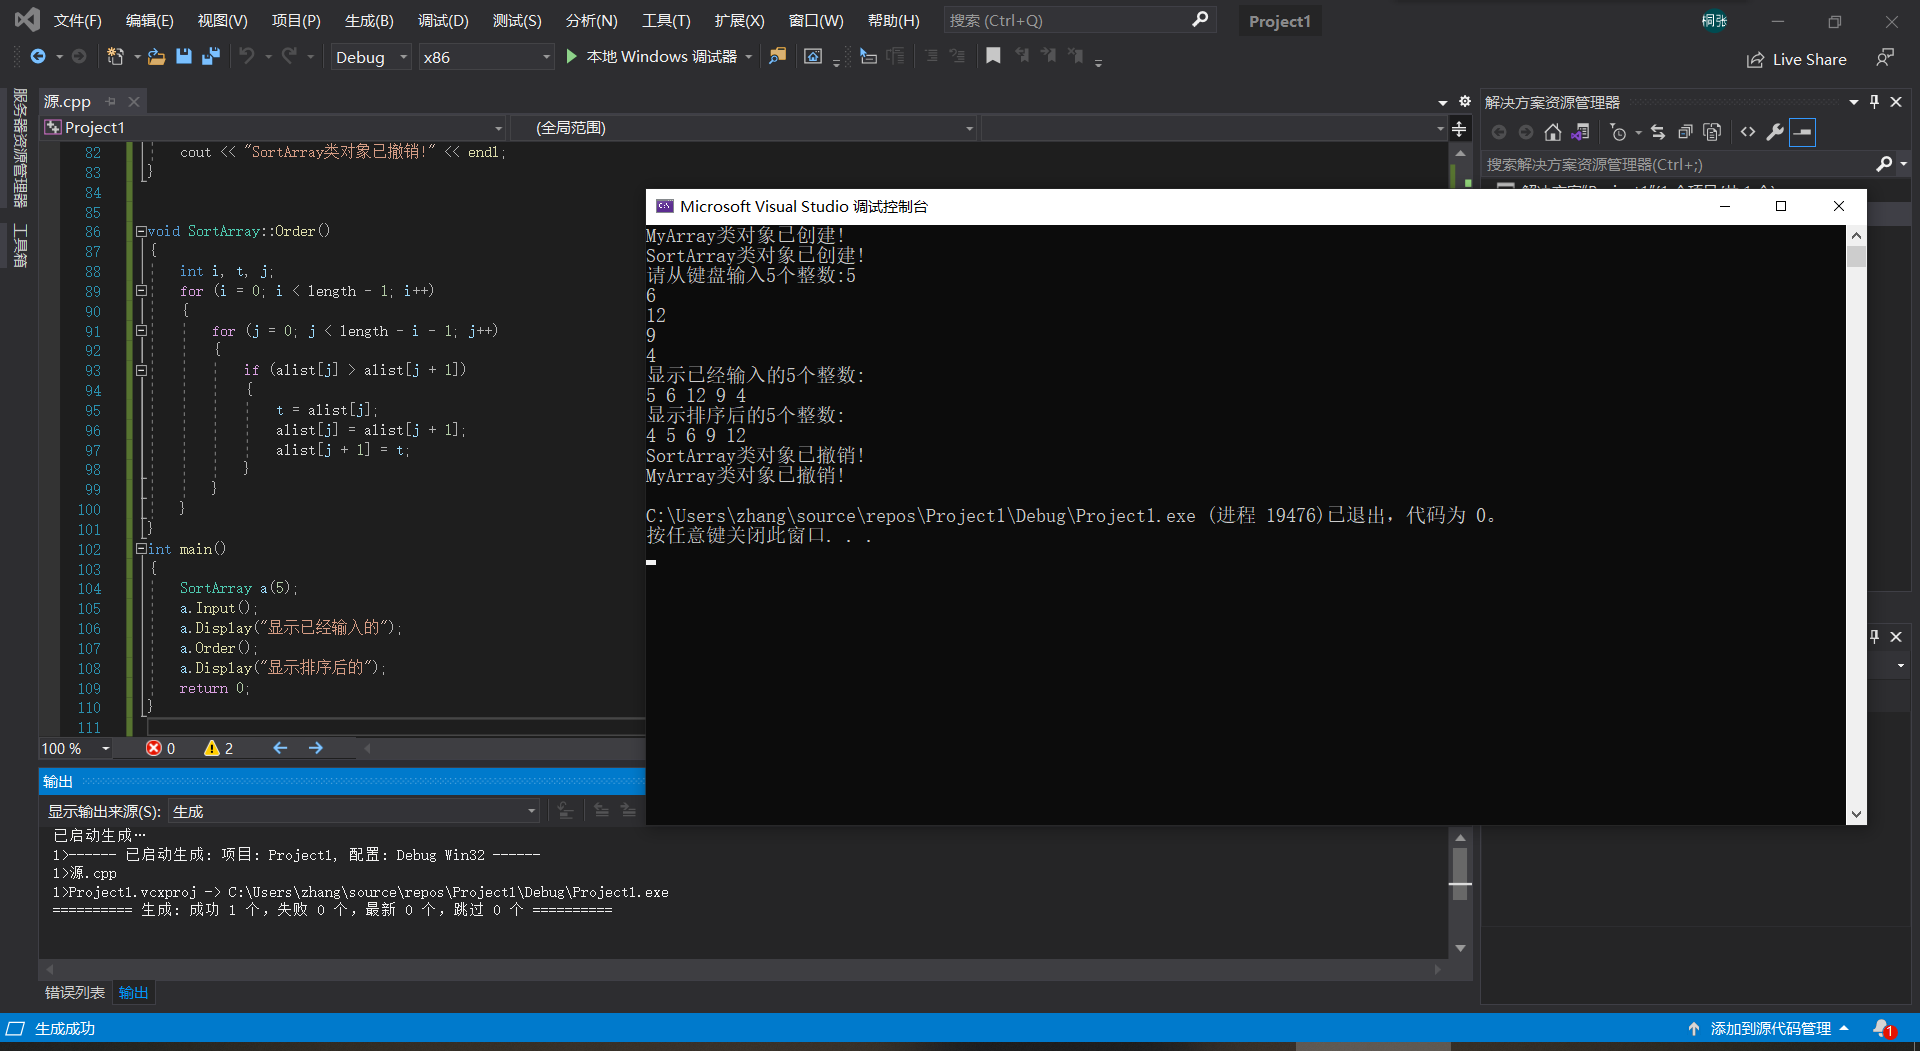 文件(F) 编辑(E) 视图(V) 项目(P) 生成(B) 调试(D) 测试(S) 分析(N) 工具(T) 扩展(X) 窗口(W) 帮助(H) 搜索 (Ctrl+Q) Project1 桐张
Debug x86 本地 Windows 调试器 Live Share
服务器资源管理器
工具箱
源.cpp
Project1 (全局范围)
82 cout << "SortArray类对象已撤销!" << endl;
83 }
84
85
86 void SortArray::Order()
87 {
88 int i, t, j;
89 for (i = 0; i < length - 1; i++)
90 {
91 for (j = 0; j < length - i - 1; j++)
92 {
93 if (alist[j] > alist[j + 1])
94 {
95 t = alist[j];
96 alist[j] = alist[j + 1];
97 alist[j + 1] = t;
98 }
99 }
100 }
101 }
102 int main()
103 {
104 SortArray a(5);
105 a.Input();
106 a.Display("显示已经输入的");
107 a.Order();
108 a.Display("显示排序后的");
109 return 0;
110 }
111
100 % 0 2
Microsoft Visual Studio 调试控制台
MyArray类对象已创建!
SortArray类对象已创建!
请从键盘输入5个整数:5
6
12
9
4
显示已经输入的5个整数:
5 6 12 9 4
显示排序后的5个整数:
4 5 6 9 12
SortArray类对象已撤销!
MyArray类对象已撤销!
C:\Users\zhang\source\repos\Project1\Debug\Project1.exe (进程 19476)已退出，代码为 0。
按任意键关闭此窗口. . .
解决方案资源管理器
搜索解决方案资源管理器(Ctrl+;)
输出
显示输出来源(S): 生成
已启动生成…
1>------ 已启动生成: 项目: Project1, 配置: Debug Win32 ------
1>源.cpp
1>Project1.vcxproj -> C:\Users\zhang\source\repos\Project1\Debug\Project1.exe
========== 生成: 成功 1 个，失败 0 个，最新 0 个，跳过 0 个 ==========
错误列表 输出
生成成功 添加到源代码管理 1